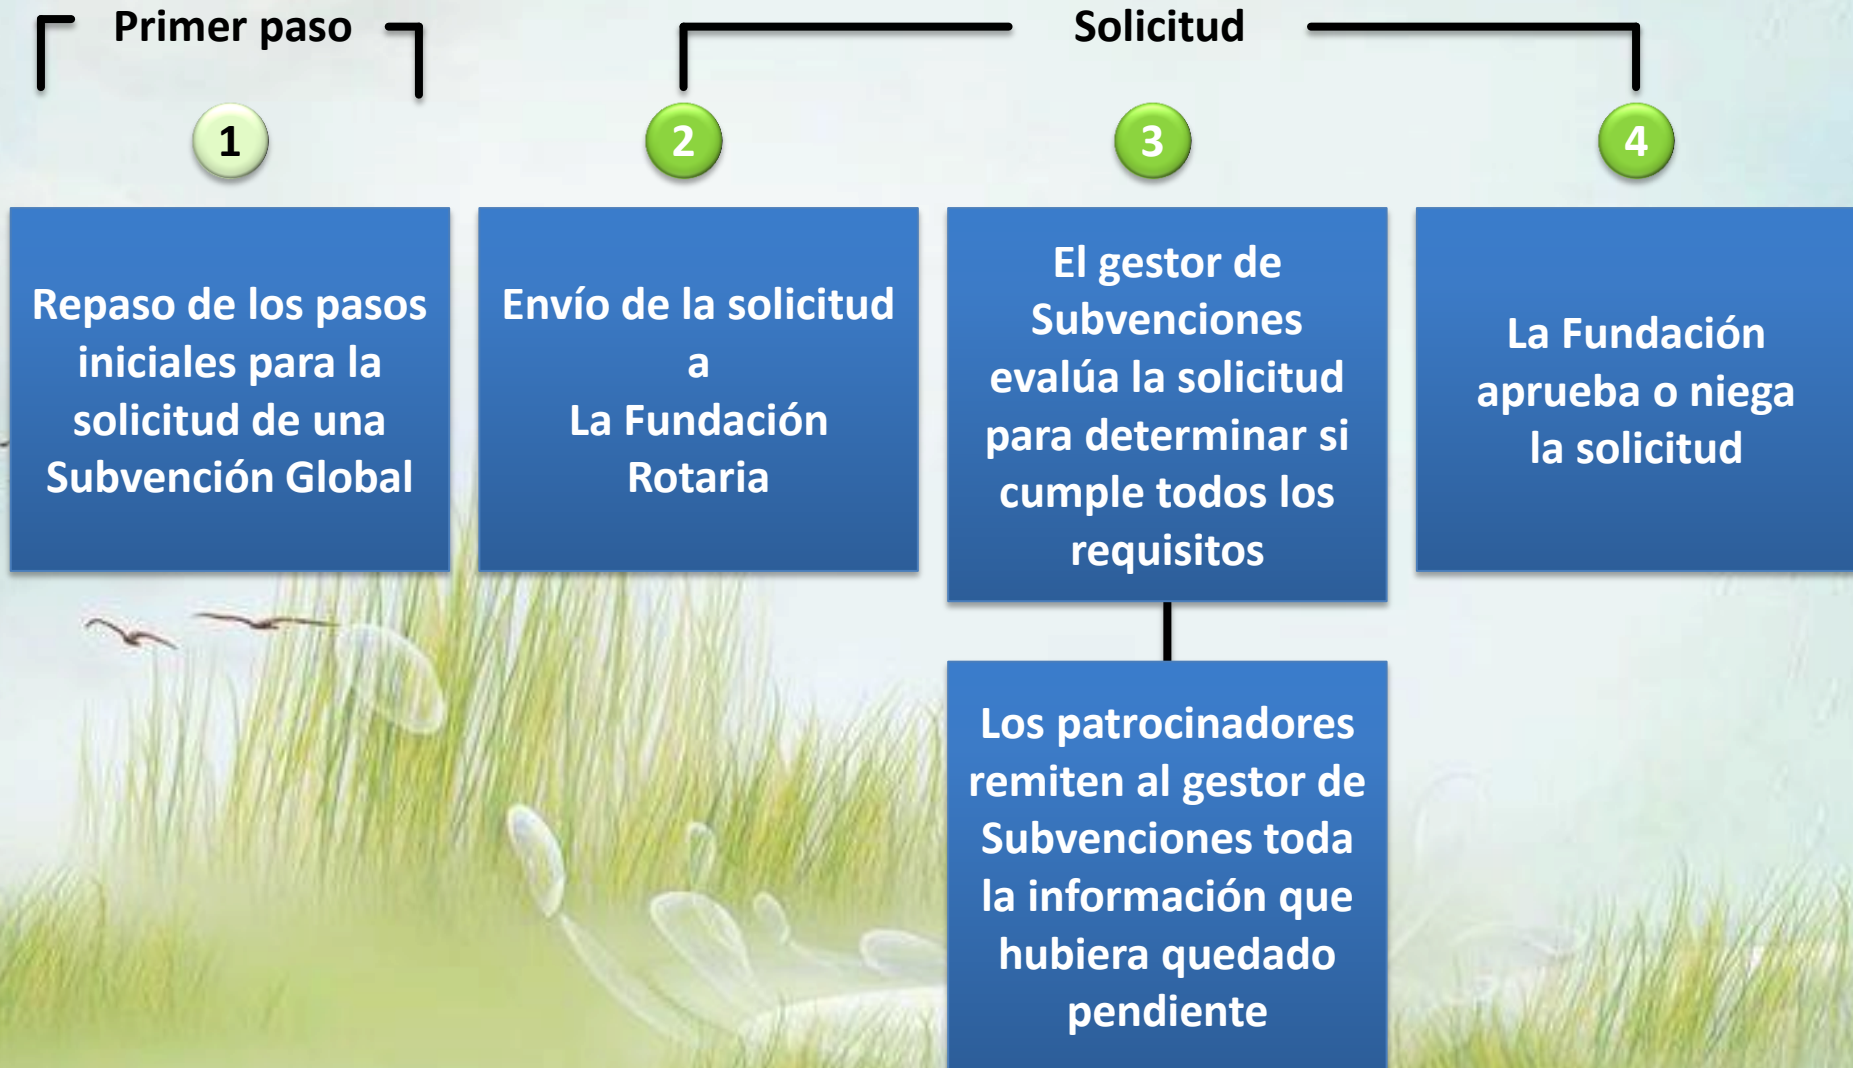 Primer paso
Solicitud
1
2
3
4
Repaso de los pasos
iniciales para la
solicitud de una
Subvención Global
Envío de la solicitud
a
La Fundación
Rotaria
El gestor de
Subvenciones
evalúa la solicitud
para determinar si
cumple todos los
requisitos
La Fundación
aprueba o niega
la solicitud
Los patrocinadores
remiten al gestor de
Subvenciones toda
la información que
hubiera quedado
pendiente